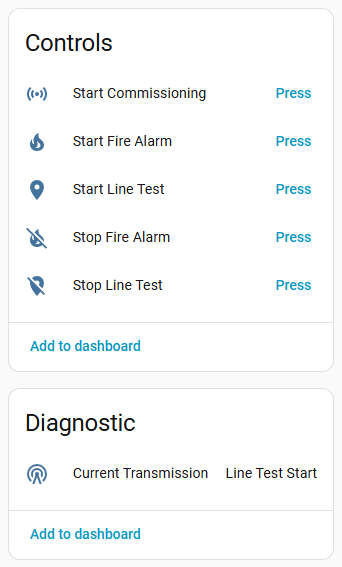 Controls
Start Commissioning Press
Start Fire Alarm Press
Start Line Test Press
Stop Fire Alarm Press
Stop Line Test Press
Add to dashboard
Diagnostic
Current Transmission Line Test Start
Add to dashboard